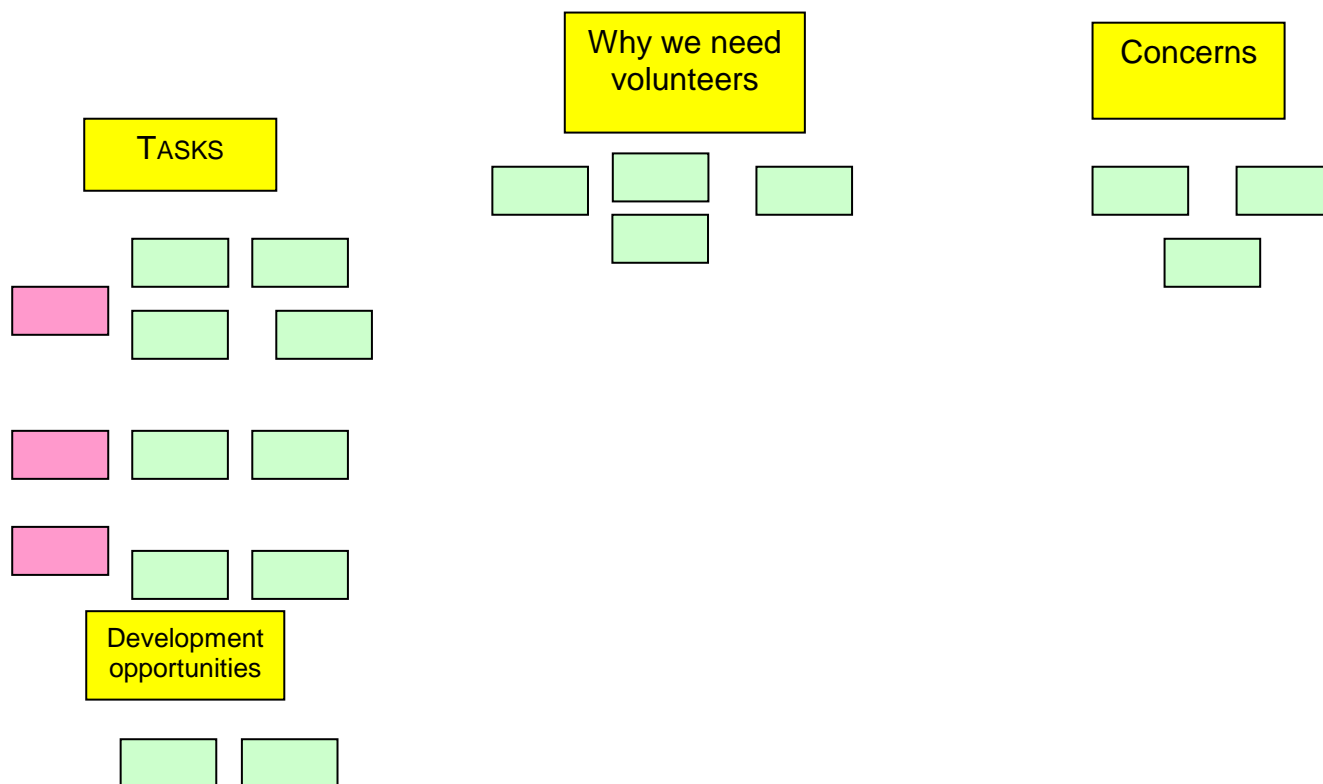 Why we need
volunteers
Concerns
TASKS
Development
opportunities